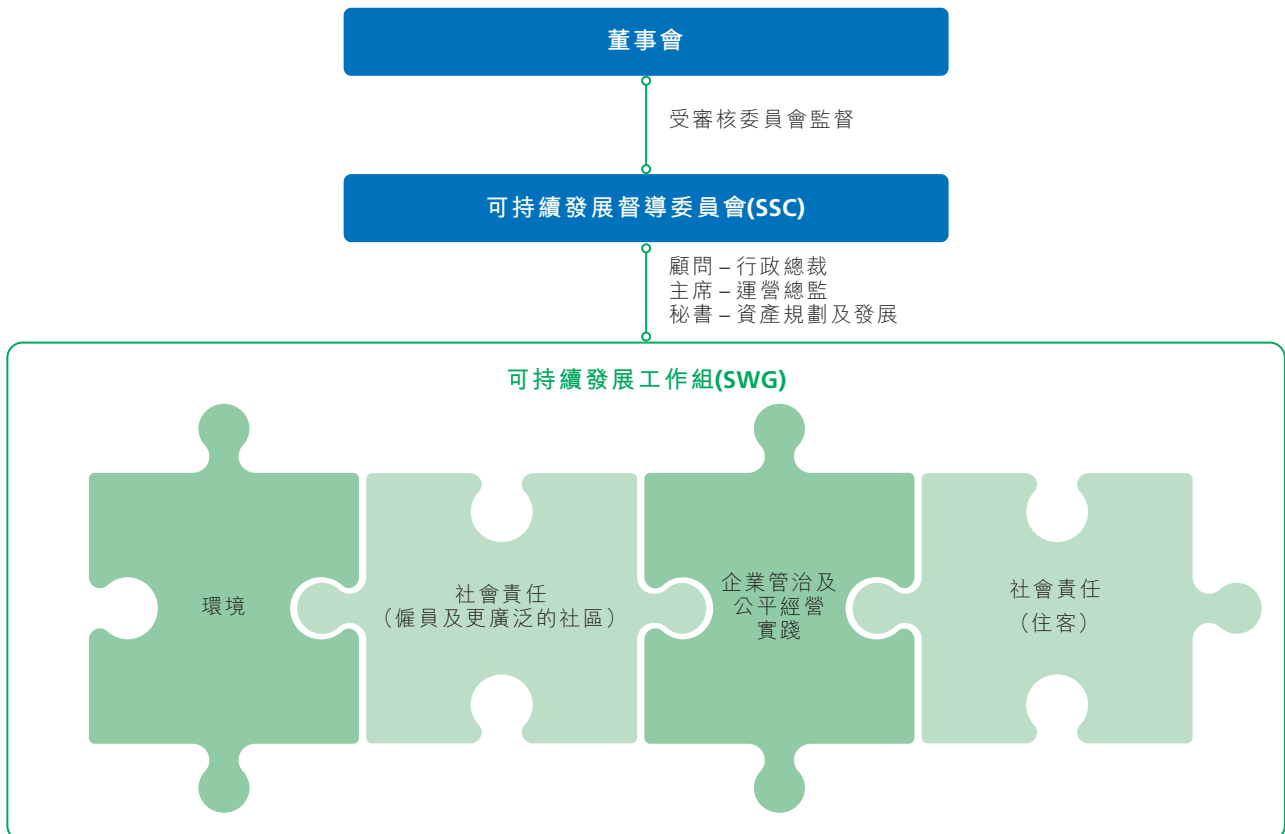 董事會
受審核委員會監督
可持續發展督導委員會(SSC)
顧問 – 行政總裁
主席 – 運營總監
秘書 – 資產規劃及發展
可持續發展工作組(SWG)
環境
社會責任
（僱員及更廣泛的社區）
企業管治及
公平經營
實踐
社會責任
（住客）